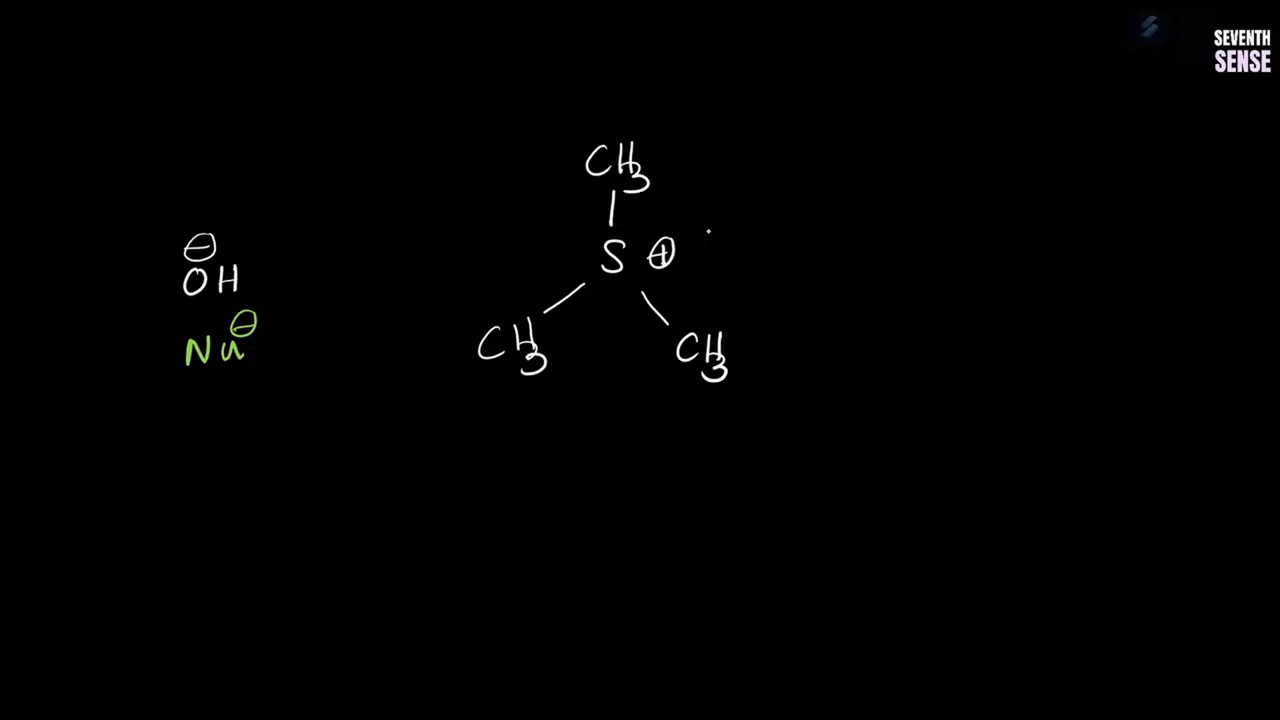 SEVENTH
SENSE
CH3
S ⊕
⊖
OH
⊖
Nu
CH3
CH3